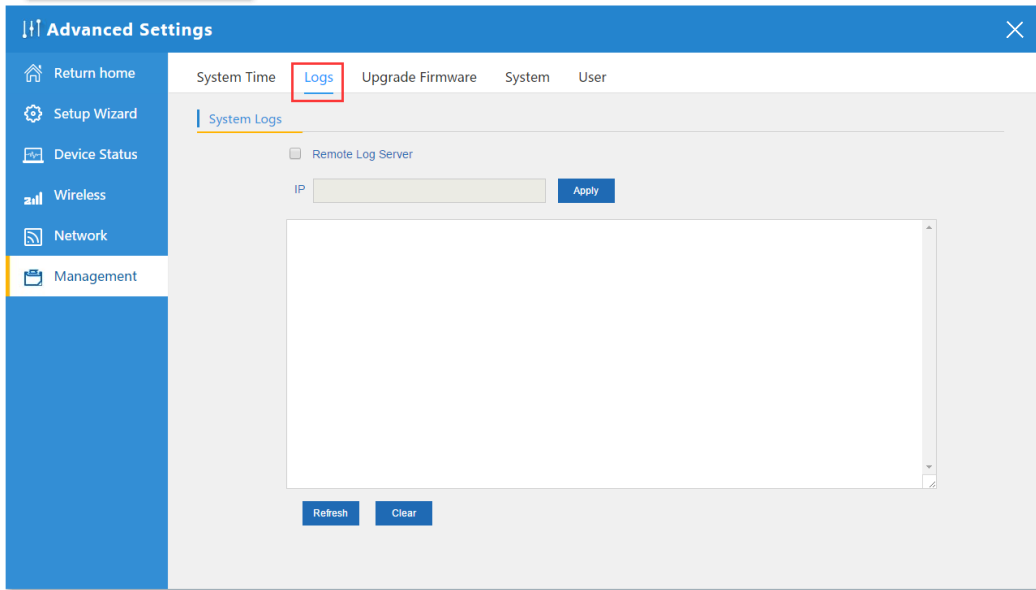 Advanced Settings
Return home
Setup Wizard
Device Status
Wireless
Network
Management
System Time Logs Upgrade Firmware System User
System Logs
Remote Log Server
IP Apply
Refresh Clear